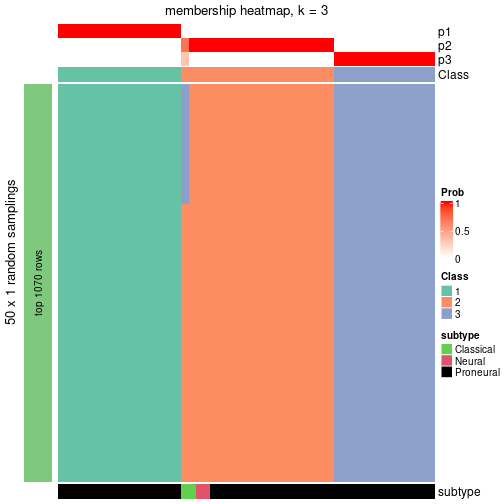 membership heatmap, k = 3
p1
p2
p3
Class
50 x 1 random samplings
top 1070 rows
Prob
1
0.5
0
Class
1
2
3
subtype
Classical
Neural
Proneural
subtype